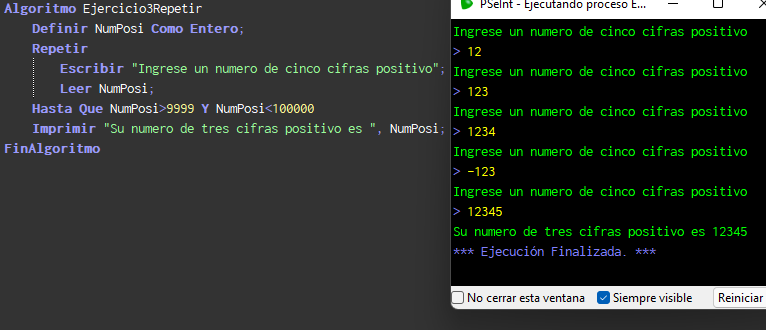 Algoritmo Ejercicio3Repetir
Definir NumPosi Como Entero;
Repetir
Escribir "Ingrese un numero de cinco cifras positivo";
Leer NumPosi;
Hasta Que NumPosi>9999 Y NumPosi<100000
Imprimir "Su numero de tres cifras positivo es ", NumPosi;
FinAlgoritmo
PSeInt - Ejecutando proceso E...
Ingrese un numero de cinco cifras positivo
> 12
Ingrese un numero de cinco cifras positivo
> 123
Ingrese un numero de cinco cifras positivo
> 1234
Ingrese un numero de cinco cifras positivo
> -123
Ingrese un numero de cinco cifras positivo
> 12345
Su numero de tres cifras positivo es 12345
*** Ejecución Finalizada. ***
No cerrar esta ventana
Siempre visible
Reiniciar